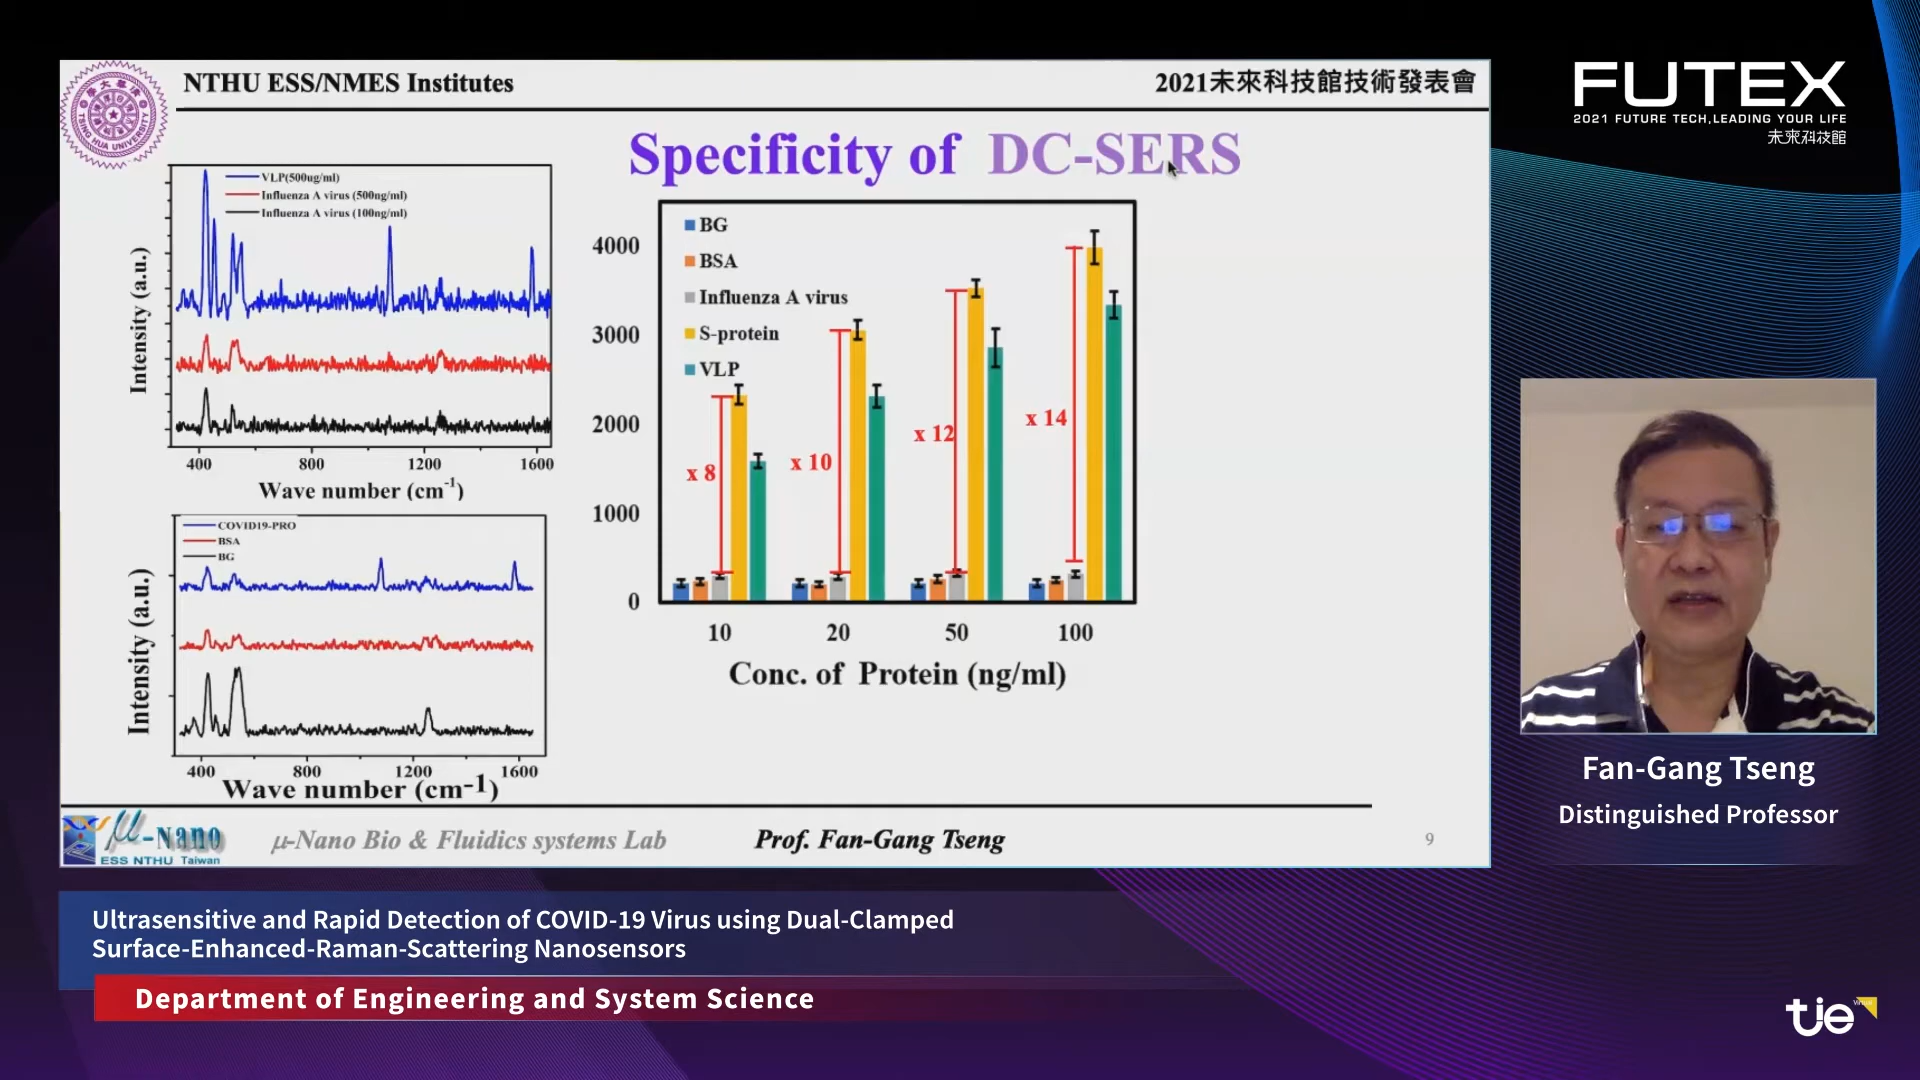 NTHU ESS/NMES Institutes
2021未來科技館技術發表會
Specificity of DC-SERS
VLP(500ug/ml)
Influenza A virus (500ng/ml)
Influenza A virus (100ng/ml)
Intensity (a.u.)
400 800 1200 1600
Wave number (cm-1)
COVID19-PRO
BSA
BG
Intensity (a.u.)
400 800 1200 1600
Wave number (cm-1)
BG
BSA
Influenza A virus
S-protein
VLP
4000
3000
2000
1000
0
x 8
x 10
x 12
x 14
10 20 50 100
Conc. of Protein (ng/ml)
μ-Nano
ESS NTHU Taiwan
μ-Nano Bio & Fluidics systems Lab
Prof. Fan-Gang Tseng
9
FUTEX
2021 FUTURE TECH,LEADING YOUR LIFE
未來科技館
Fan-Gang Tseng
Distinguished Professor
Ultrasensitive and Rapid Detection of COVID-19 Virus using Dual-Clamped
Surface-Enhanced-Raman-Scattering Nanosensors
Department of Engineering and System Science
tie